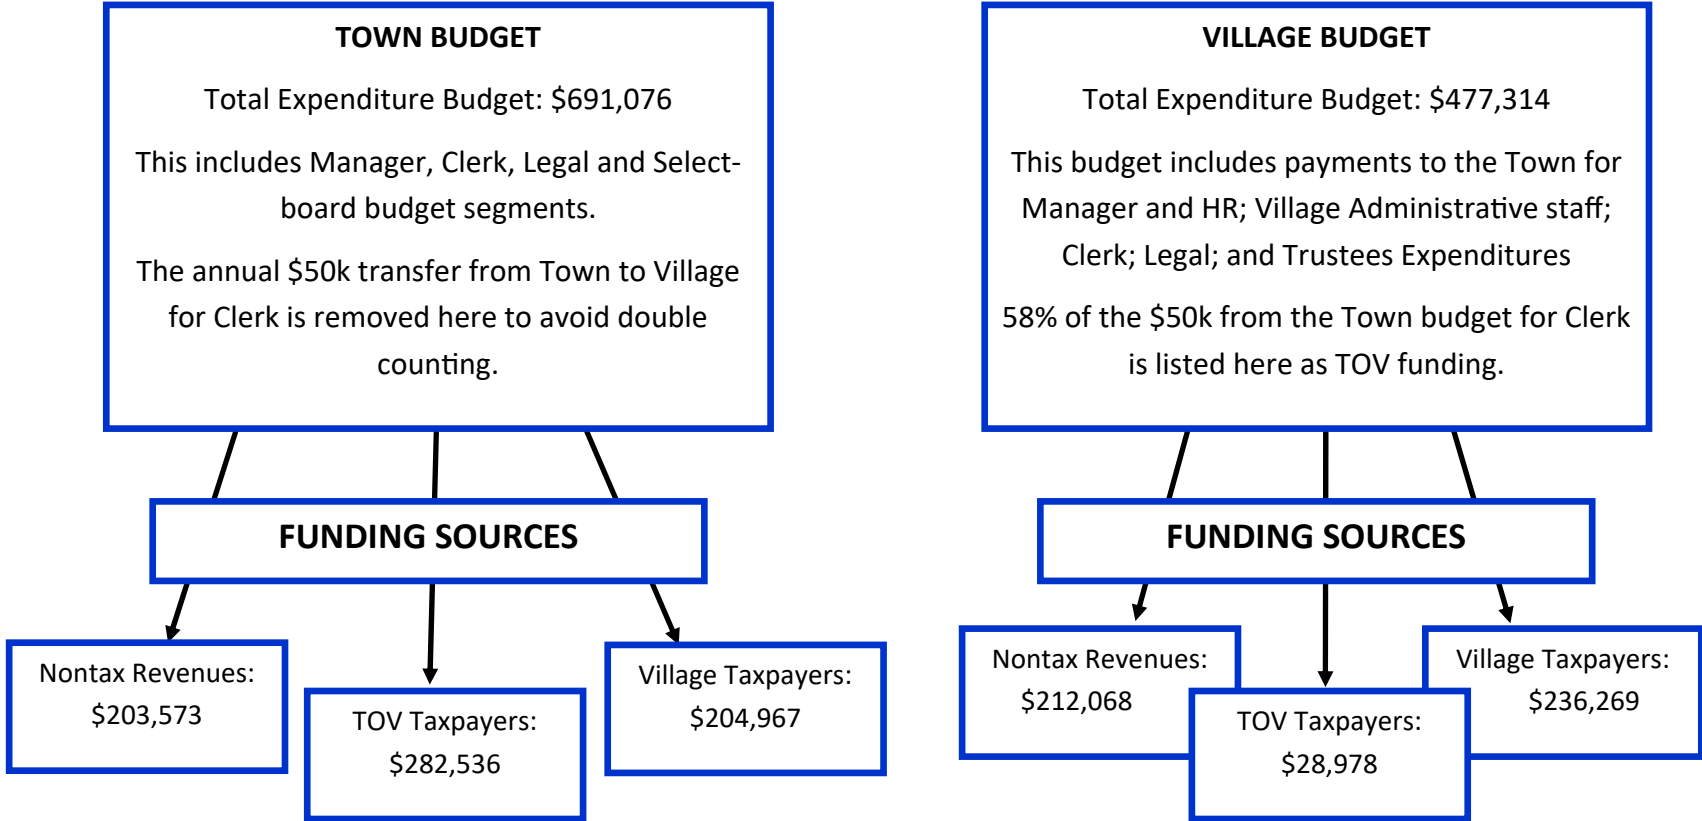 TOWN BUDGET
Total Expenditure Budget: $691,076
This includes Manager, Clerk, Legal and Select-
board budget segments.
The annual $50k transfer from Town to Village
for Clerk is removed here to avoid double
counting.
FUNDING SOURCES
Nontax Revenues:
$203,573
TOV Taxpayers:
$282,536
Village Taxpayers:
$204,967
VILLAGE BUDGET
Total Expenditure Budget: $477,314
This budget includes payments to the Town for
Manager and HR; Village Administrative staff;
Clerk; Legal; and Trustees Expenditures
58% of the $50k from the Town budget for Clerk
is listed here as TOV funding.
FUNDING SOURCES
Nontax Revenues:
$212,068
TOV Taxpayers:
$28,978
Village Taxpayers:
$236,269